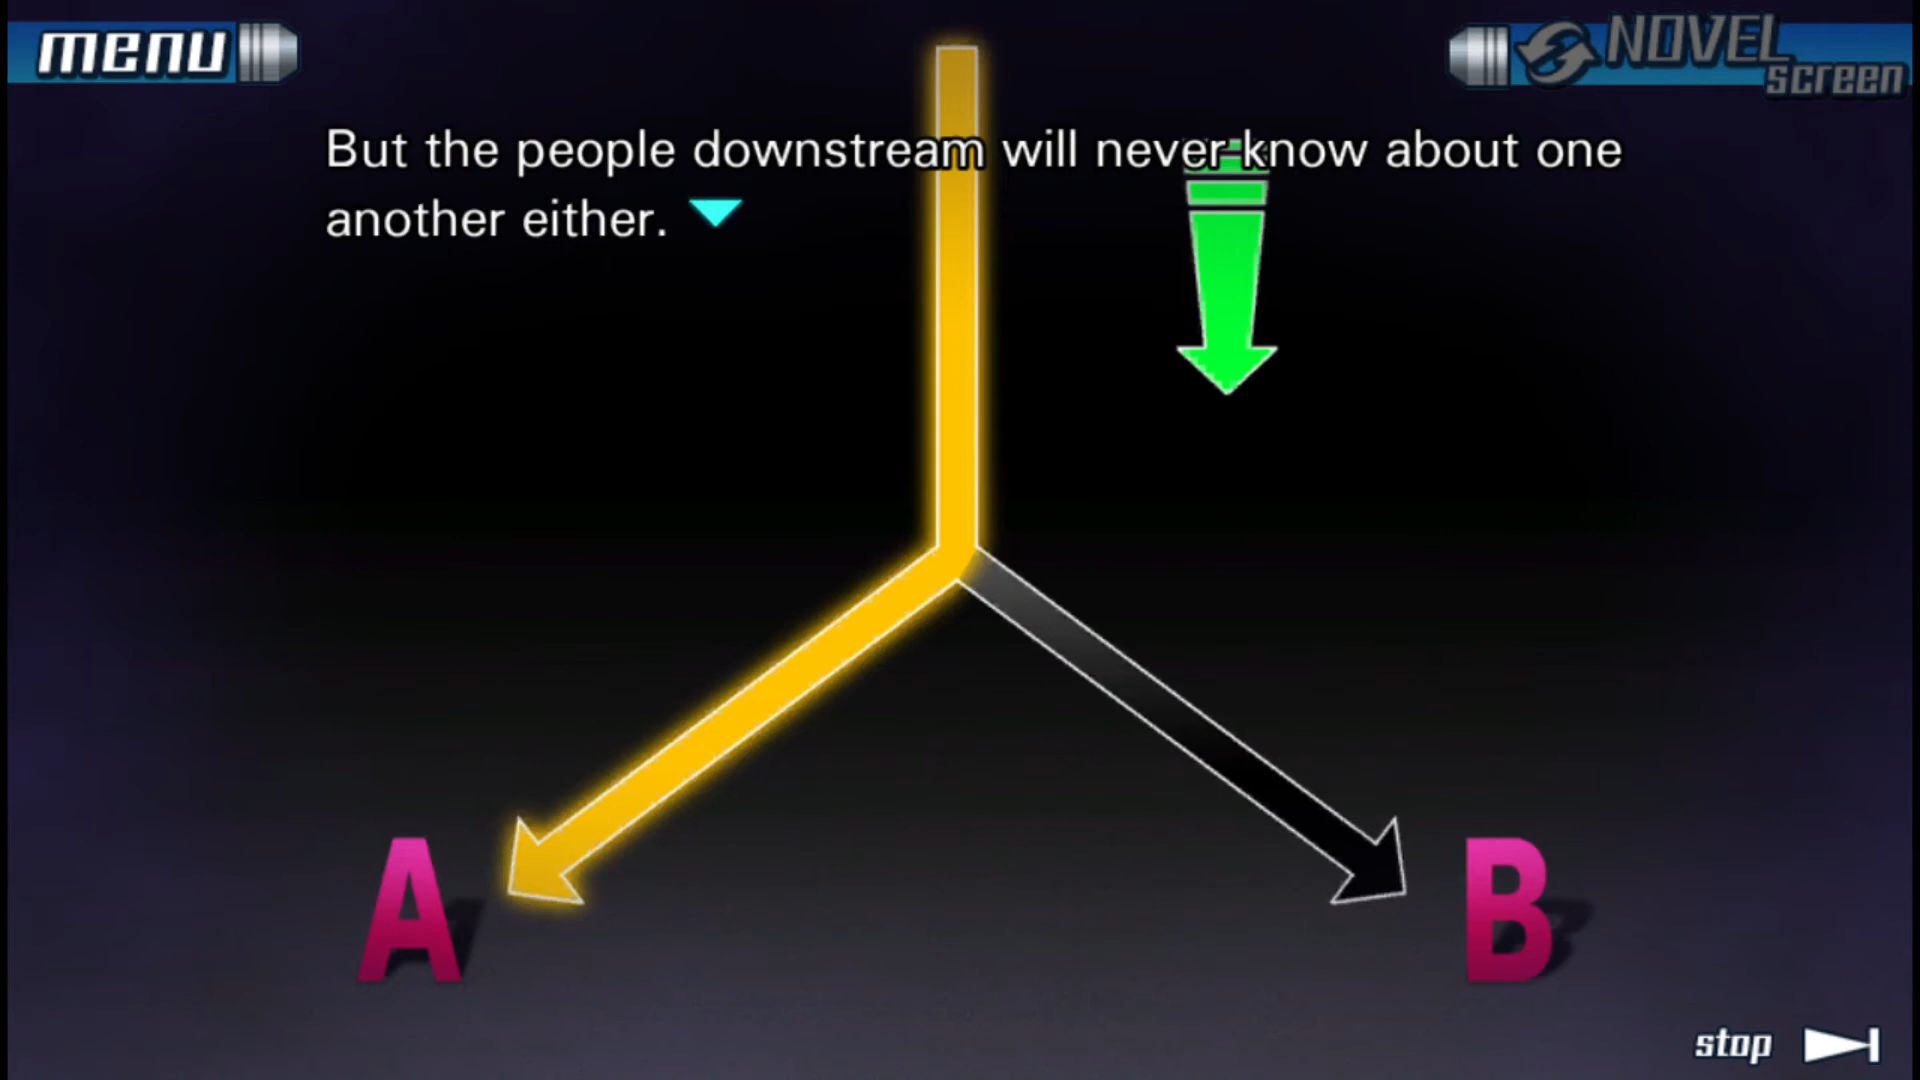 menu
NOVEL
screen
But the people downstream will never know about one
another either.
A
B
stop